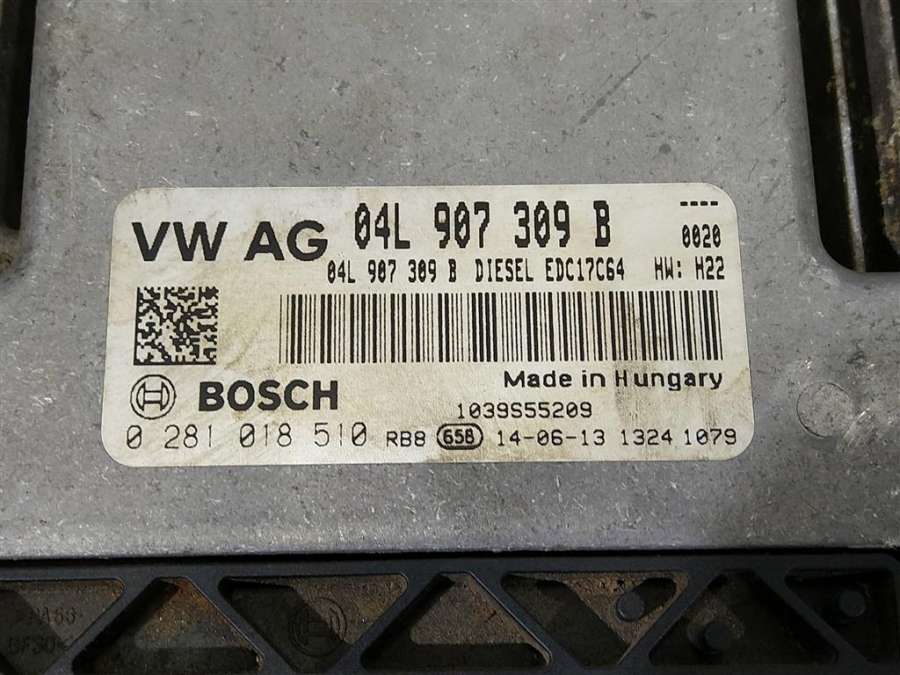 VW AG 04L 907 309 B ----
0020
04L 907 309 B DIESEL EDC17C64 HW: H22
Made in Hungary
BOSCH 1039S55209
0 281 018 510 RB8 658 14-06-13 1324 1079